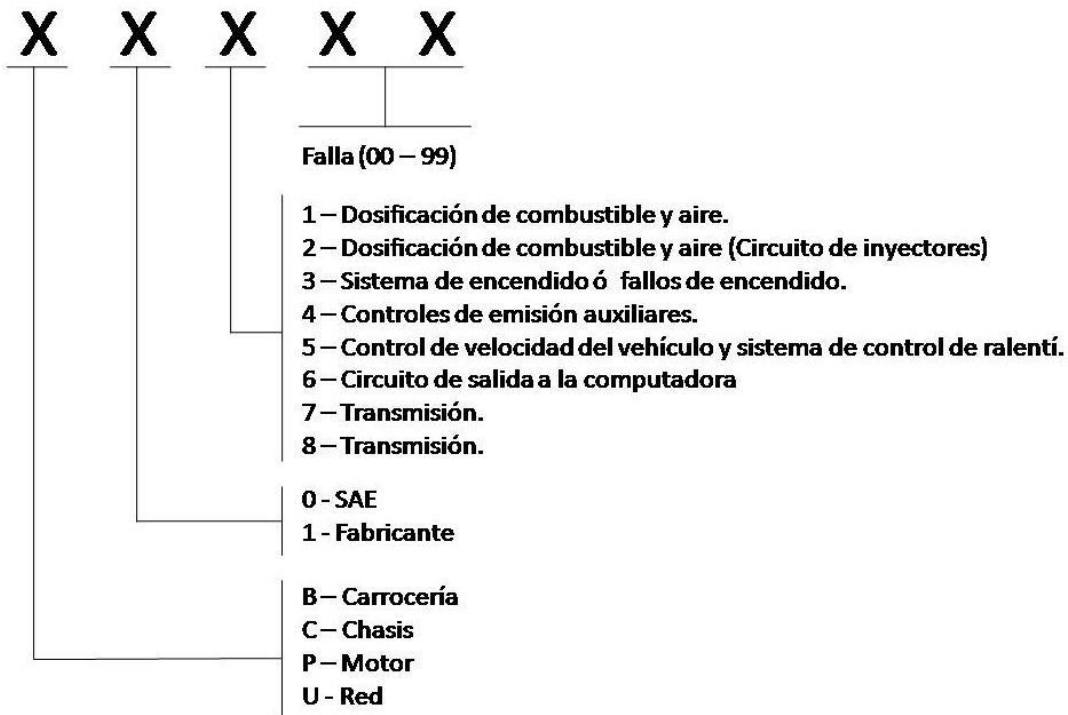 X X X X X
Falla (00 – 99)
1 – Dosificación de combustible y aire.
2 – Dosificación de combustible y aire (Circuito de inyectores)
3 – Sistema de encendido ó fallos de encendido.
4 – Controles de emisión auxiliares.
5 – Control de velocidad del vehículo y sistema de control de ralentí.
6 – Circuito de salida a la computadora
7 – Transmisión.
8 – Transmisión.
0 - SAE
1 - Fabricante
B – Carrocería
C – Chasis
P – Motor
U - Red